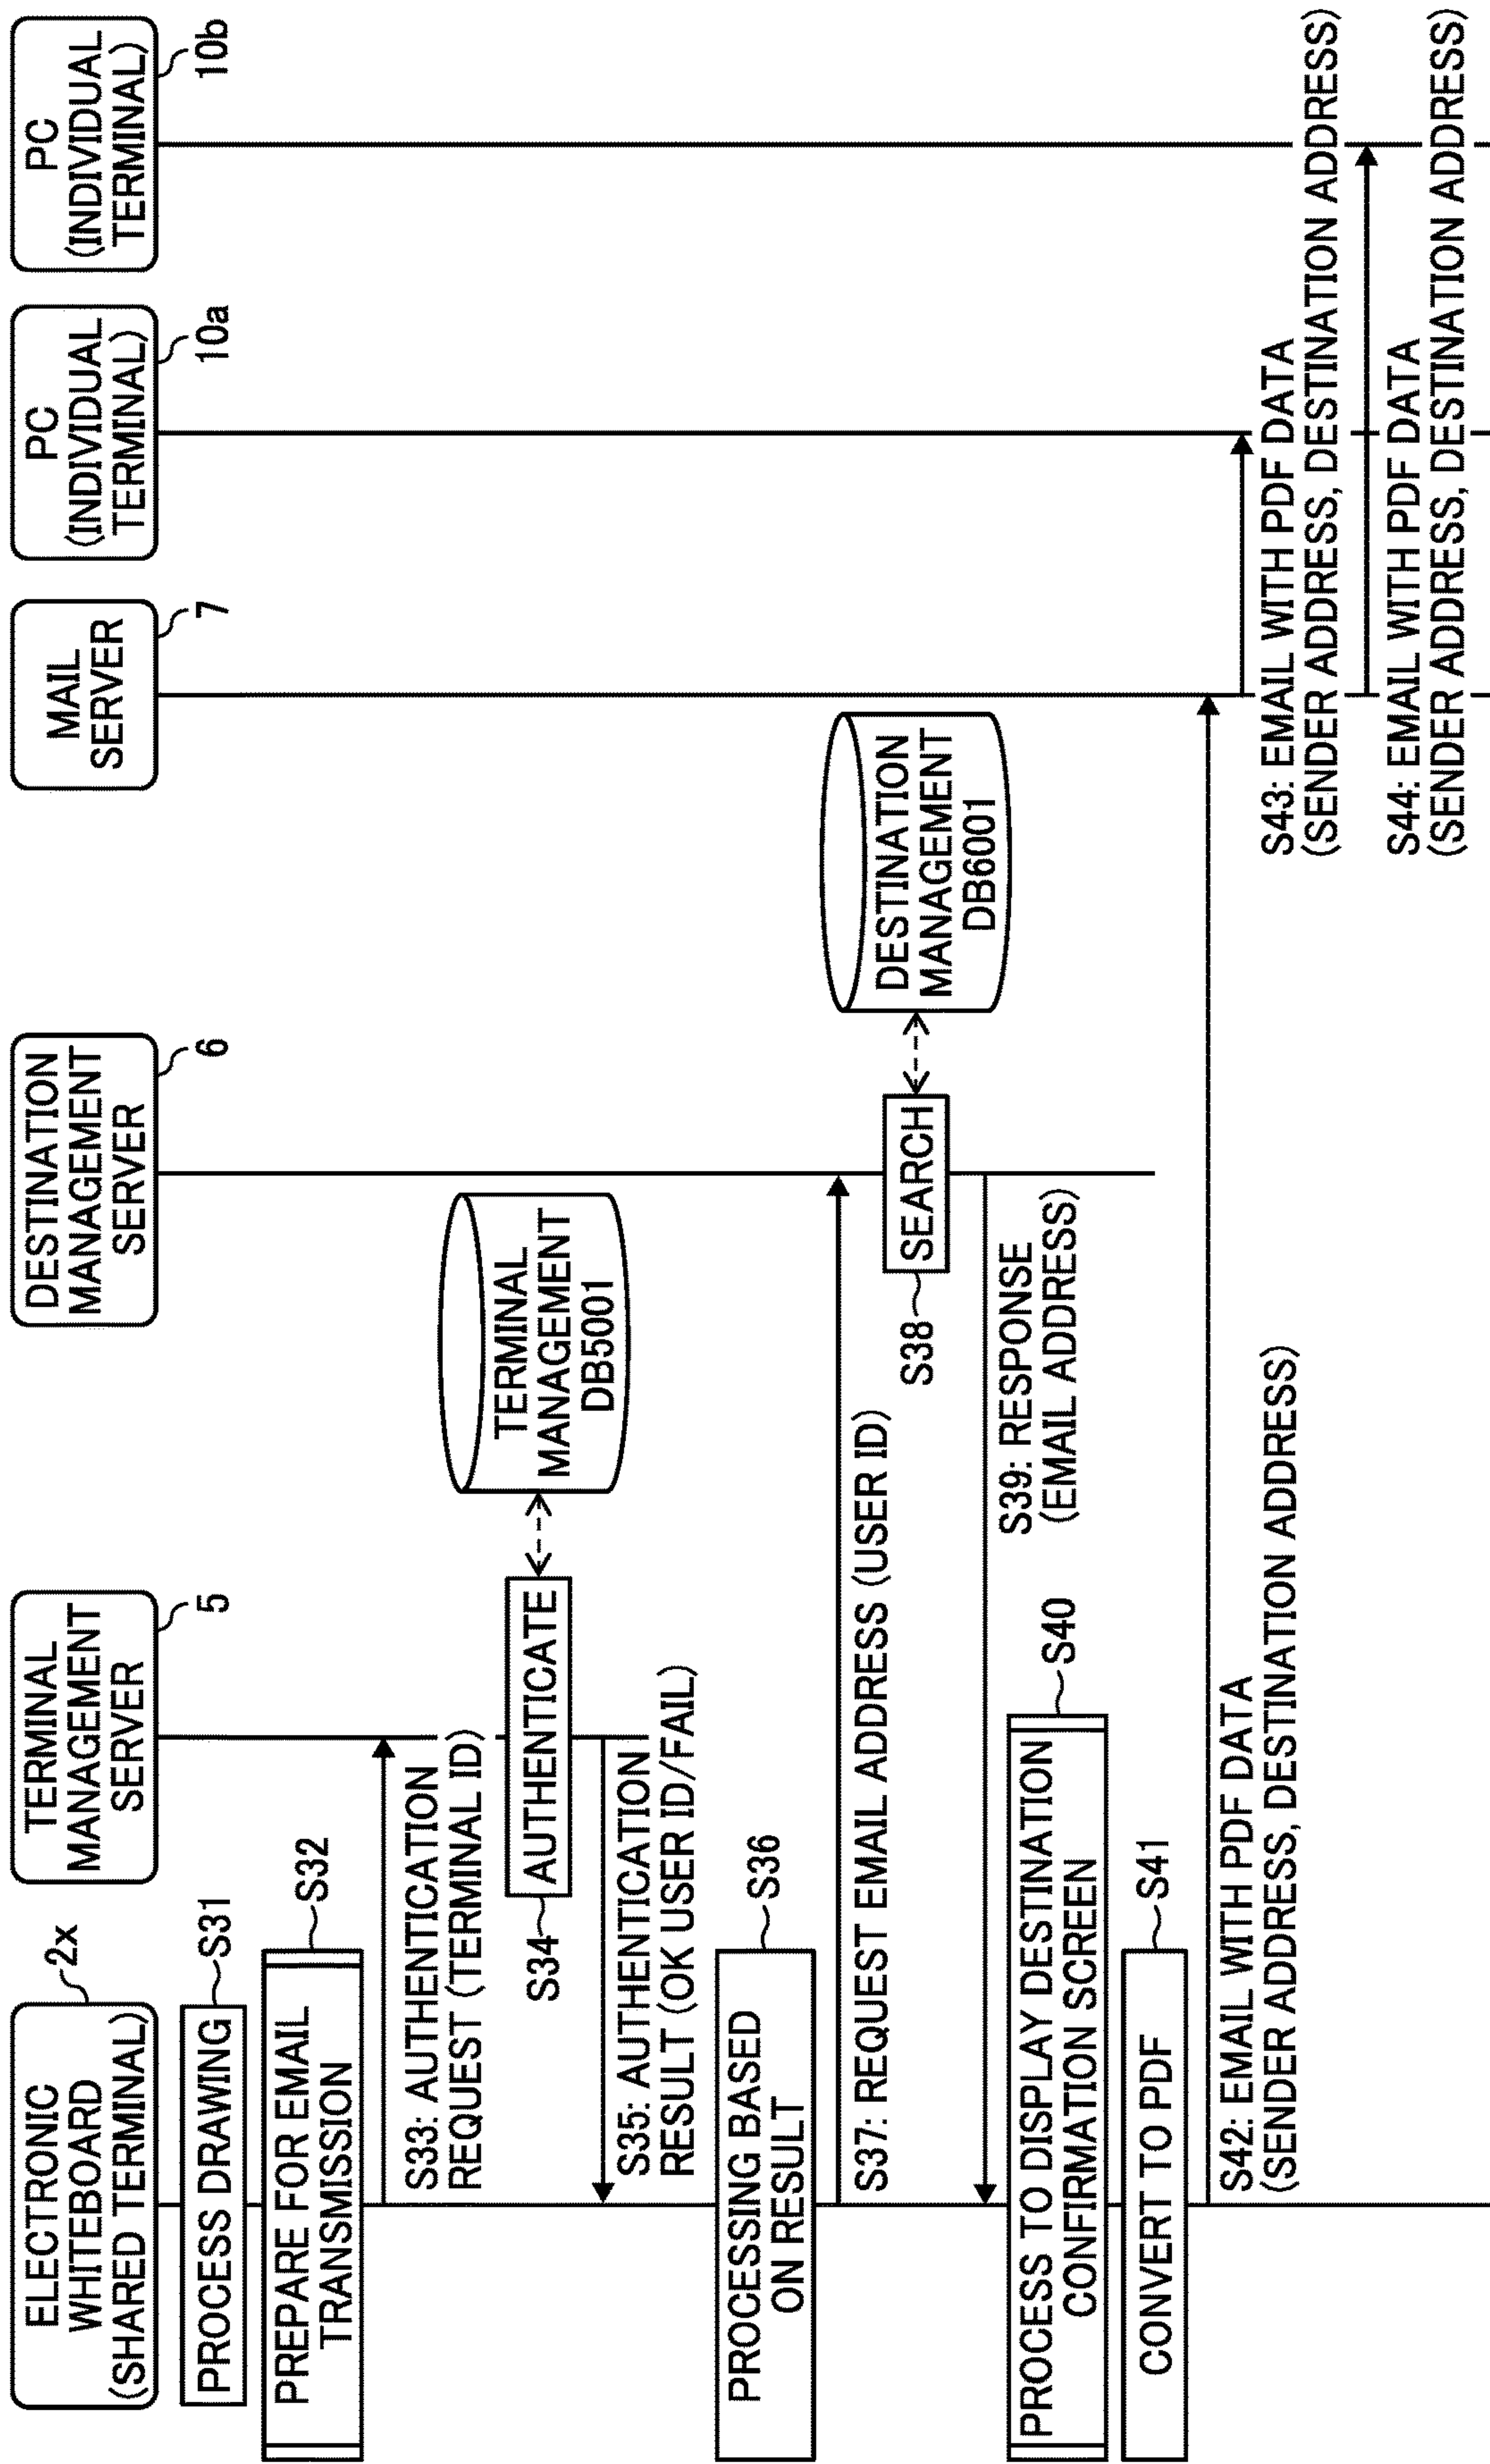 ELECTRONIC
WHITEBOARD
(SHARED TERMINAL)
2x
TERMINAL
MANAGEMENT
SERVER
5
DESTINATION
MANAGEMENT
SERVER
6
MAIL
SERVER
7
PC
(INDIVIDUAL
TERMINAL)
10a
PC
(INDIVIDUAL
TERMINAL)
10b
PROCESS DRAWING
S31
PREPARE FOR EMAIL
TRANSMISSION
S32
S33: AUTHENTICATION
REQUEST (TERMINAL ID)
AUTHENTICATE
S34
TERMINAL
MANAGEMENT
DB5001
S35: AUTHENTICATION
RESULT (OK USER ID/FAIL)
PROCESSING BASED
ON RESULT
S36
S37: REQUEST EMAIL ADDRESS (USER ID)
SEARCH
S38
DESTINATION
MANAGEMENT
DB6001
S39: RESPONSE
(EMAIL ADDRESS)
PROCESS TO DISPLAY DESTINATION
CONFIRMATION SCREEN
S40
CONVERT TO PDF
S41
S42: EMAIL WITH PDF DATA
(SENDER ADDRESS, DESTINATION ADDRESS)
S43: EMAIL WITH PDF DATA
(SENDER ADDRESS, DESTINATION ADDRESS)
S44: EMAIL WITH PDF DATA
(SENDER ADDRESS, DESTINATION ADDRESS)